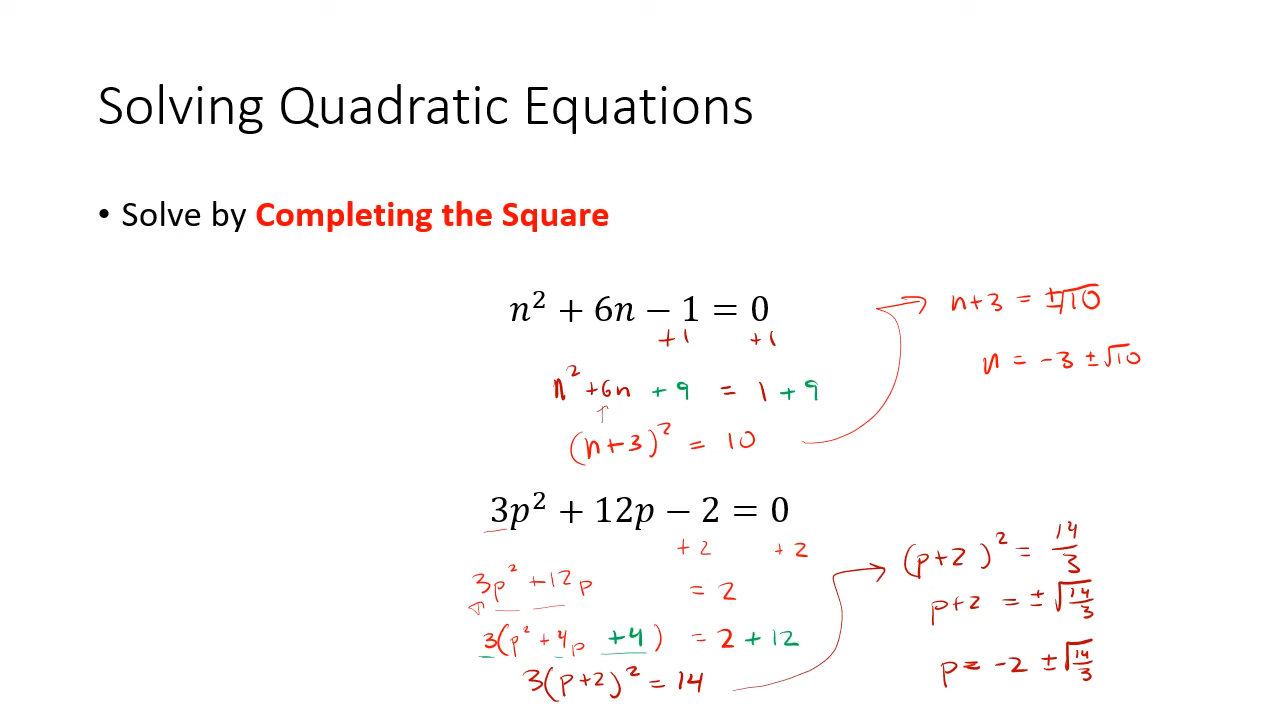 Solving Quadratic Equations
• Solve by Completing the Square
n² + 6n − 1 = 0
+1 +1
n² + 6n + 9 = 1 + 9
(n+3)² = 10
n+3 = ±√10
n = -3 ±√10
3p² + 12p − 2 = 0
+2 +2
3p² + 12p = 2
3(p² + 4p + 4) = 2 + 12
3(p+2)² = 14
(p+2)² = 14/3
p+2 = ±√14/3
p = -2 ±√14/3